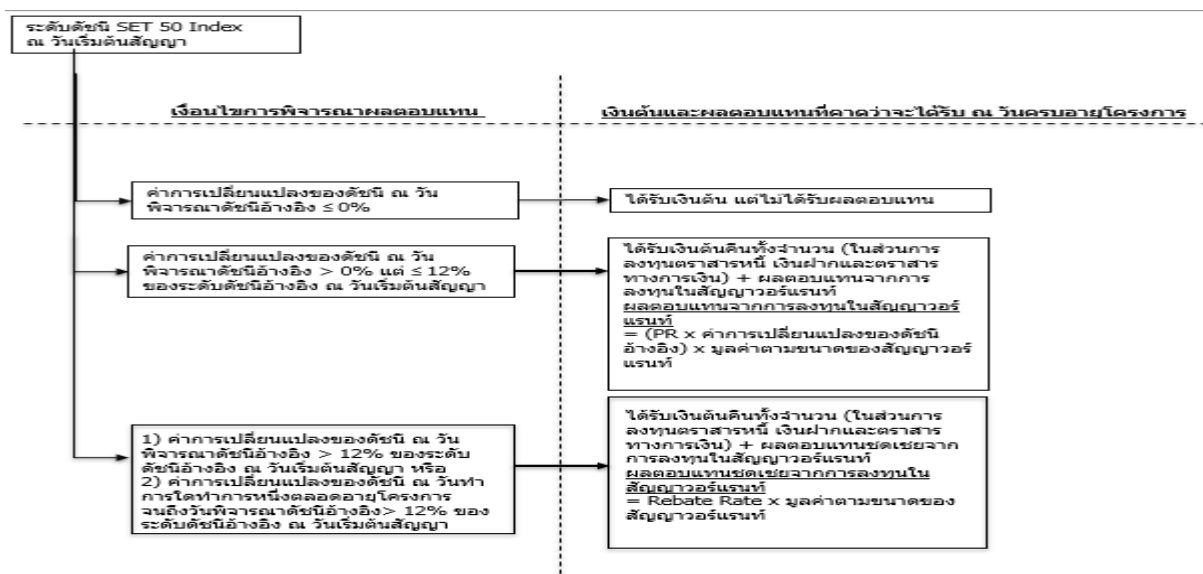 ระดับดัชนี SET 50 Index
ณ วันเริ่มต้นสัญญา
เงื่อนไขการพิจารณาผลตอบแทน
เงินต้นและผลตอบแทนที่คาดว่าจะได้รับ ณ วันครบอายุโครงการ
ค่าการเปลี่ยนแปลงของดัชนี ณ วัน
พิจารณาดัชนีอ้างอิง ≤ 0%
ได้รับเงินต้น แต่ไม่ได้รับผลตอบแทน
ค่าการเปลี่ยนแปลงของดัชนี ณ วัน
พิจารณาดัชนีอ้างอิง > 0% แต่ ≤ 12%
ของระดับดัชนีอ้างอิง ณ วันเริ่มต้นสัญญา
ได้รับเงินต้นคืนทั้งจำนวน (ในส่วนการ
ลงทุนตราสารหนี้ เงินฝากและตราสาร
ทางการเงิน) + ผลตอบแทนจากการ
ลงทุนในสัญญาวอร์แรนท์
ผลตอบแทนจากการลงทุนในสัญญาวอร์
แรนท์
= (PR x ค่าการเปลี่ยนแปลงของดัชนี
อ้างอิง) x มูลค่าตามขนาดของสัญญาวอร์
แรนท์
1) ค่าการเปลี่ยนแปลงของดัชนี ณ วัน
พิจารณาดัชนีอ้างอิง > 12% ของระดับ
ดัชนีอ้างอิง ณ วันเริ่มต้นสัญญา หรือ
2) ค่าการเปลี่ยนแปลงของดัชนี ณ วันทำ
การใดทำการหนึ่งตลอดอายุโครงการ
จนถึงวันพิจารณาดัชนีอ้างอิง> 12% ของ
ระดับดัชนีอ้างอิง ณ วันเริ่มต้นสัญญา
ได้รับเงินต้นคืนทั้งจำนวน (ในส่วนการ
ลงทุนตราสารหนี้ เงินฝากและตราสาร
ทางการเงิน) + ผลตอบแทนชดเชยจาก
การลงทุนในสัญญาวอร์แรนท์
ผลตอบแทนชดเชยจากการลงทุนใน
สัญญาวอร์แรนท์
= Rebate Rate x มูลค่าตามขนาดของ
สัญญาวอร์แรนท์